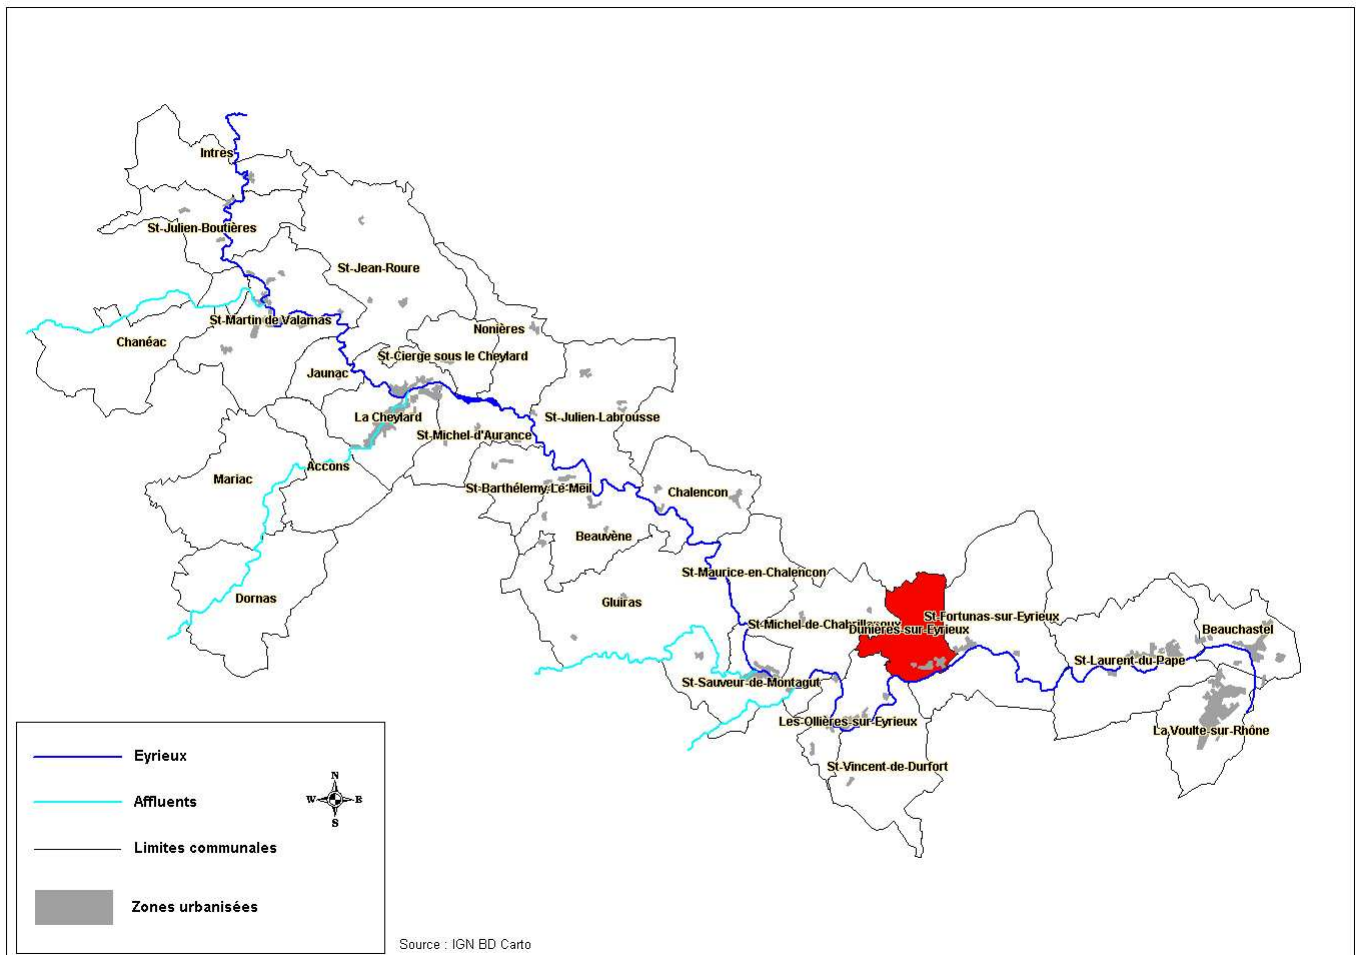 Intres
St-Julien-Boutières
St-Jean-Roure
St-Martin de Valamas
Chanéac
Nonières
St-Cierge sous le Cheylard
Jaunac
La Cheylard
St-Julien-Labrousse
St-Michel-d'Aurance
Accons
Mariac
St-Barthélemy-Le-Meil
Chalencon
Beauvène
St-Maurice-en-Chalencon
Dornas
Gluiras
St-Fortunas-sur-Eyrieux
St-Michel-de-Chabrillanoux
Dunières-sur-Eyrieux
Beauchastel
St-Laurent-du-Pape
St-Sauveur-de-Montagut
Les-Ollières-sur-Eyrieux
La Voulte-sur-Rhône
St-Vincent-de-Durfort
Eyrieux
Affluents
Limites communales
Zones urbanisées
N
W E
S
Source : IGN BD Carto